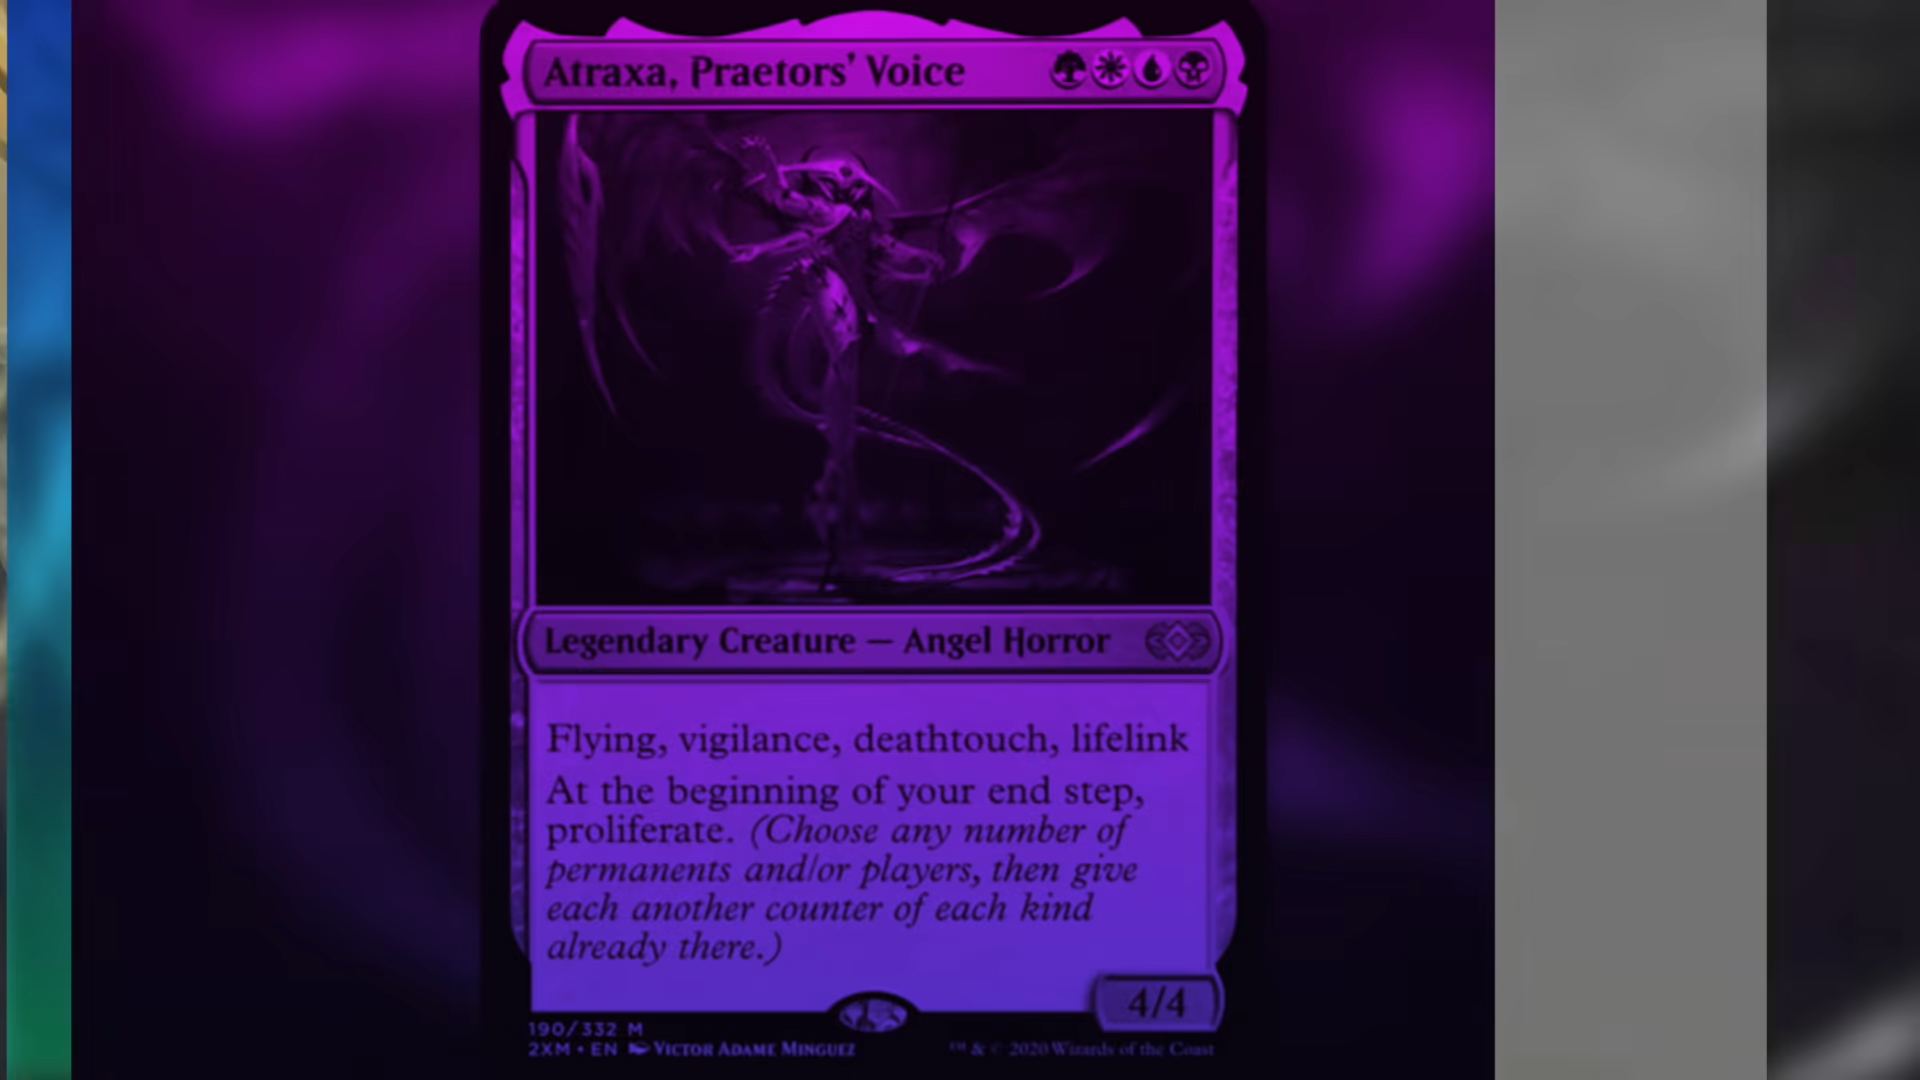 Atraxa, Praetors' Voice
Legendary Creature — Angel Horror
Flying, vigilance, deathtouch, lifelink
At the beginning of your end step,
proliferate. (Choose any number of
permanents and/or players, then give
each another counter of each kind
already there.)
4/4
190/332 M
2XM • EN Victor Adame Minguez
™ & © 2020 Wizards of the Coast